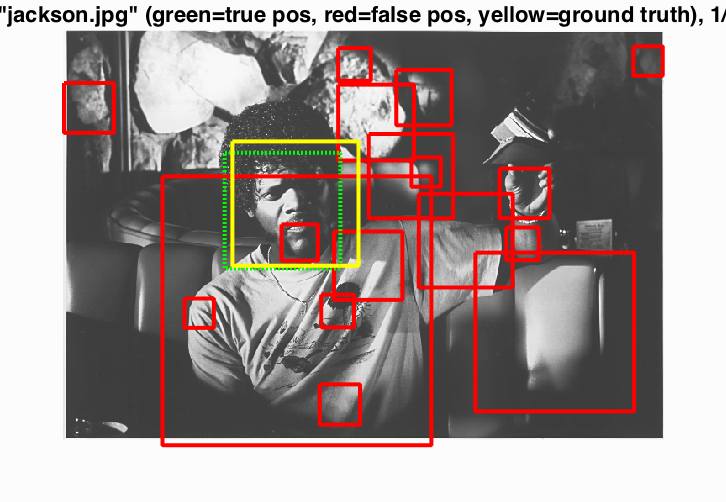 "jackson.jpg" (green=true pos, red=false pos, yellow=ground truth), 1/